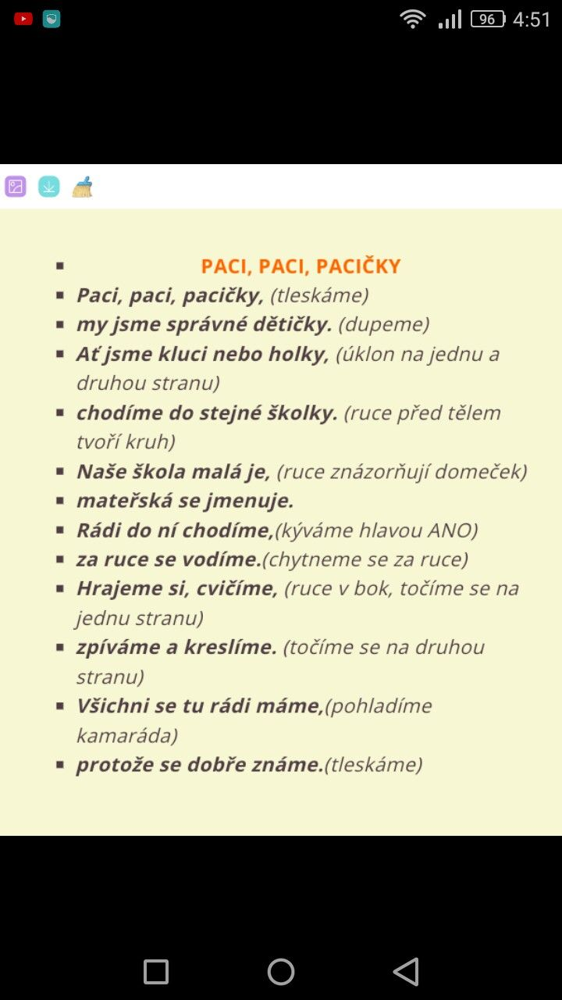 96 4:51
PACI, PACI, PACIČKY
Paci, paci, pacičky, (tleskáme)
my jsme správné dětičky. (dupeme)
Ať jsme kluci nebo holky, (úklon na jednu a
druhou stranu)
chodíme do stejné školky. (ruce před tělem
tvoří kruh)
Naše škola malá je, (ruce znázorňují domeček)
mateřská se jmenuje.
Rádi do ní chodíme,(kýváme hlavou ANO)
za ruce se vodíme.(chytneme se za ruce)
Hrajeme si, cvičíme, (ruce v bok, točíme se na
jednu stranu)
zpíváme a kreslíme. (točíme se na druhou
stranu)
Všichni se tu rádi máme,(pohladíme
kamaráda)
protože se dobře známe.(tleskáme)